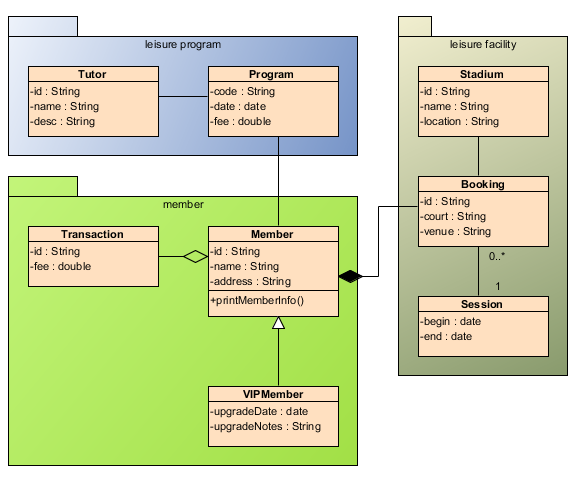 leisure program
Tutor
-id : String
-name : String
-desc : String
Program
-code : String
-date : date
-fee : double
leisure facility
Stadium
-id : String
-name : String
-location : String
Booking
-id : String
-court : String
-venue : String
0..*
1
Session
-begin : date
-end : date
member
Transaction
-id : String
-fee : double
Member
-id : String
-name : String
-address : String
+printMemberInfo()
VIPMember
-upgradeDate : date
-upgradeNotes : String